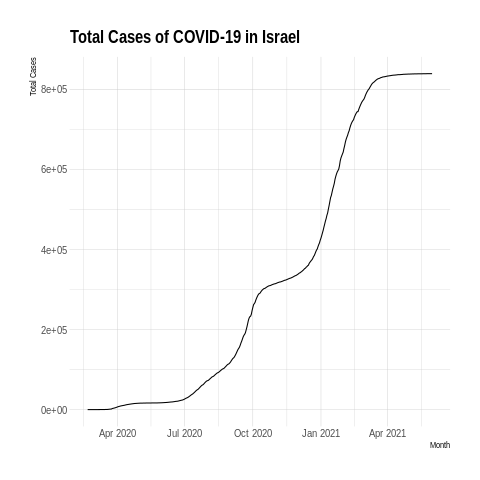 Total Cases of COVID-19 in Israel
Total Cases
8e+05
6e+05
4e+05
2e+05
0e+00
Apr 2020 Jul 2020 Oct 2020 Jan 2021 Apr 2021
Month